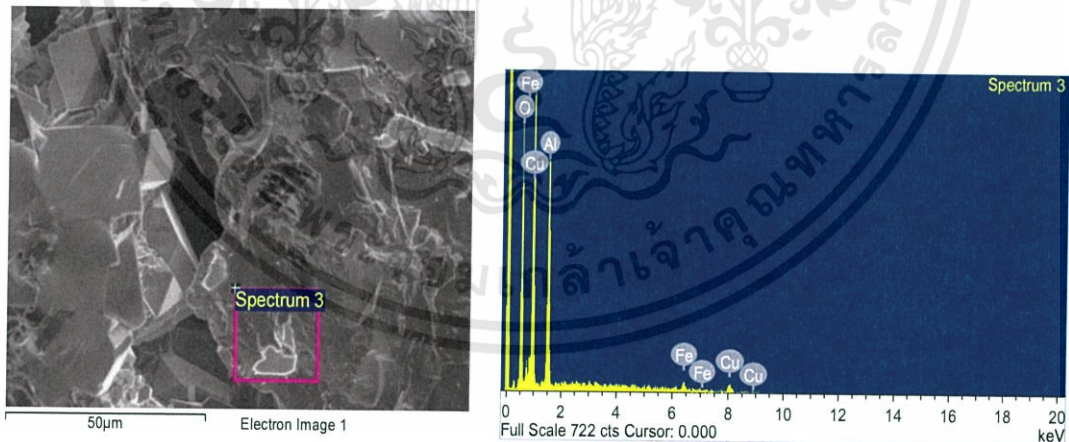 Spectrum 3
50µm
Electron Image 1
Spectrum 3
Fe
O
Al
Cu
Fe
Fe
Cu
Cu
0 2 4 6 8 10 12 14 16 18 20
Full Scale 722 cts Cursor: 0.000
keV